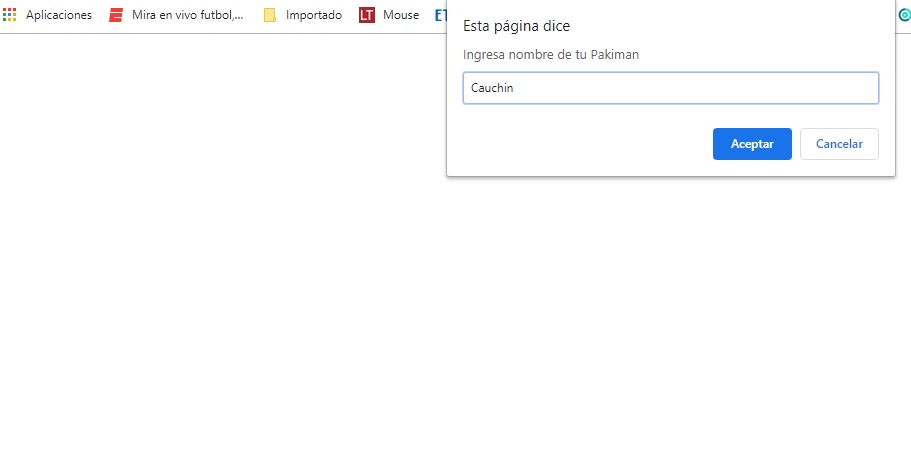 Aplicaciones Mira en vivo futbol,... Importado LT Mouse
Esta página dice
Ingresa nombre de tu Pakiman
Cauchin
Aceptar Cancelar